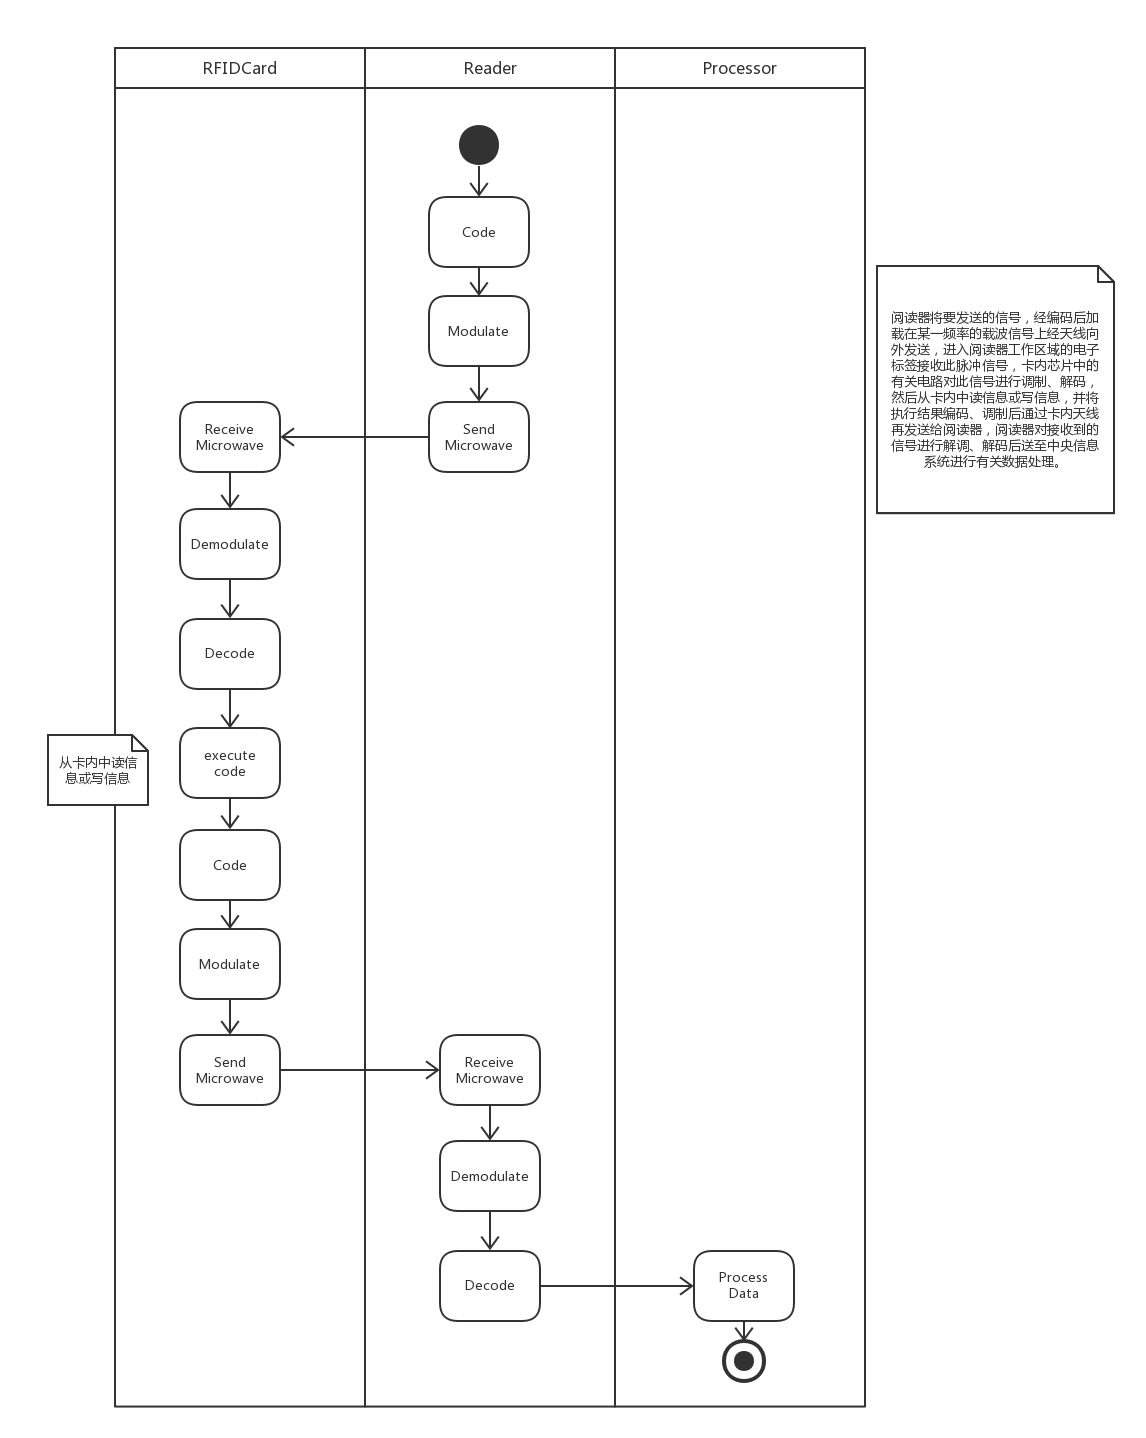 RFIDCard
Reader
Processor
Code
Modulate
Send
Microwave
Receive
Microwave
阅读器将要发送的信号，经编码后加
载在某一频率的载波信号上经天线向
外发送，进入阅读器工作区域的电子
标签接收此脉冲信号，卡内芯片中的
有关电路对此信号进行调制、解码，
然后从卡内中读信息或写信息，并将
执行结果编码、调制后通过卡内天线
再发送给阅读器，阅读器对接收到的
信号进行解调、解码后送至中央信息
系统进行有关数据处理。
Demodulate
Decode
从卡内中读信
息或写信息
execute
code
Code
Modulate
Send
Microwave
Receive
Microwave
Demodulate
Decode
Process
Data